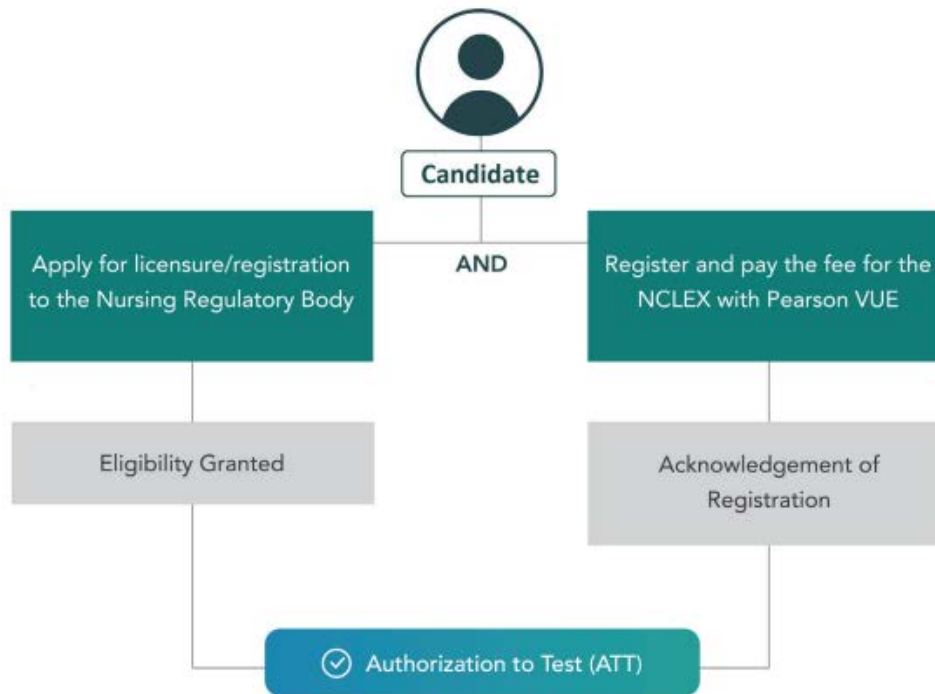 Candidate
Apply for licensure/registration
to the Nursing Regulatory Body
AND
Register and pay the fee for the
NCLEX with Pearson VUE
Eligibility Granted
Acknowledgement of
Registration
Authorization to Test (ATT)